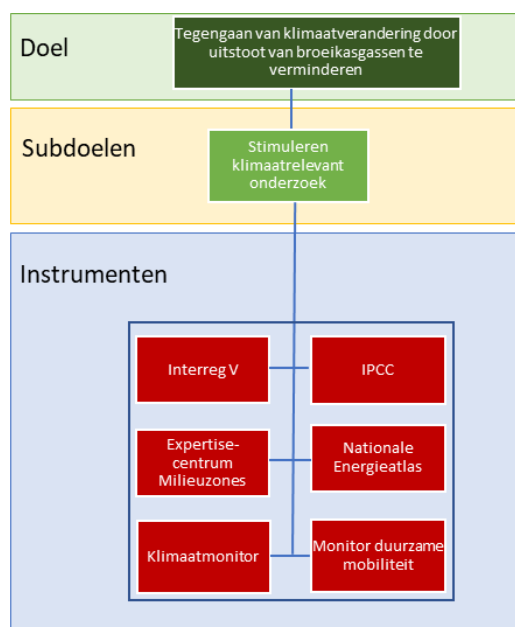 Doel
Tegengaan van klimaatverandering door
uitstoot van broeikasgassen te
verminderen
Subdoelen
Stimuleren
klimaatrelevant
onderzoek
Instrumenten
Interreg V
IPCC
Expertise-
centrum
Milieuzones
Nationale
Energieatlas
Klimaatmonitor
Monitor duurzame
mobiliteit